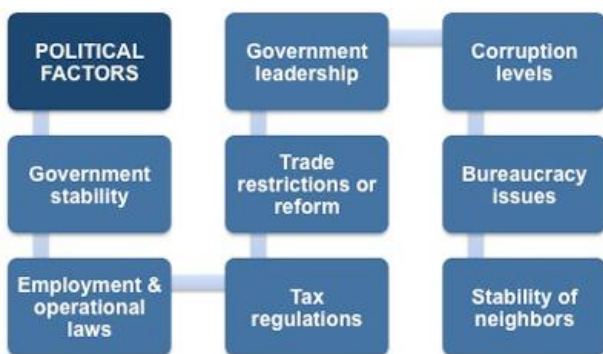 POLITICAL
FACTORS
Government
stability
Employment &
operational
laws
Tax
regulations
Trade
restrictions or
reform
Government
leadership
Corruption
levels
Bureaucracy
issues
Stability of
neighbors